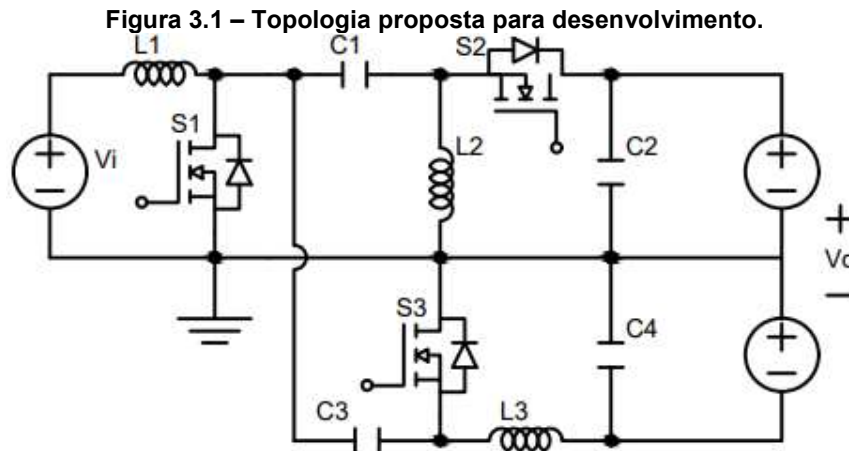 Figura 3.1 – Topologia proposta para desenvolvimento.
L1
C1
S2
S1
Vi
L2
C2
+
–
+
–
+
Vo
–
S3
C4
+
–
C3
L3